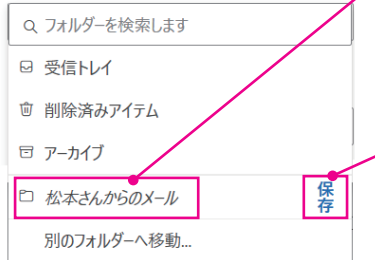 フォルダーを検索します
受信トレイ
削除済みアイテム
アーカイブ
松本さんからのメール
保存
別のフォルダーへ移動...